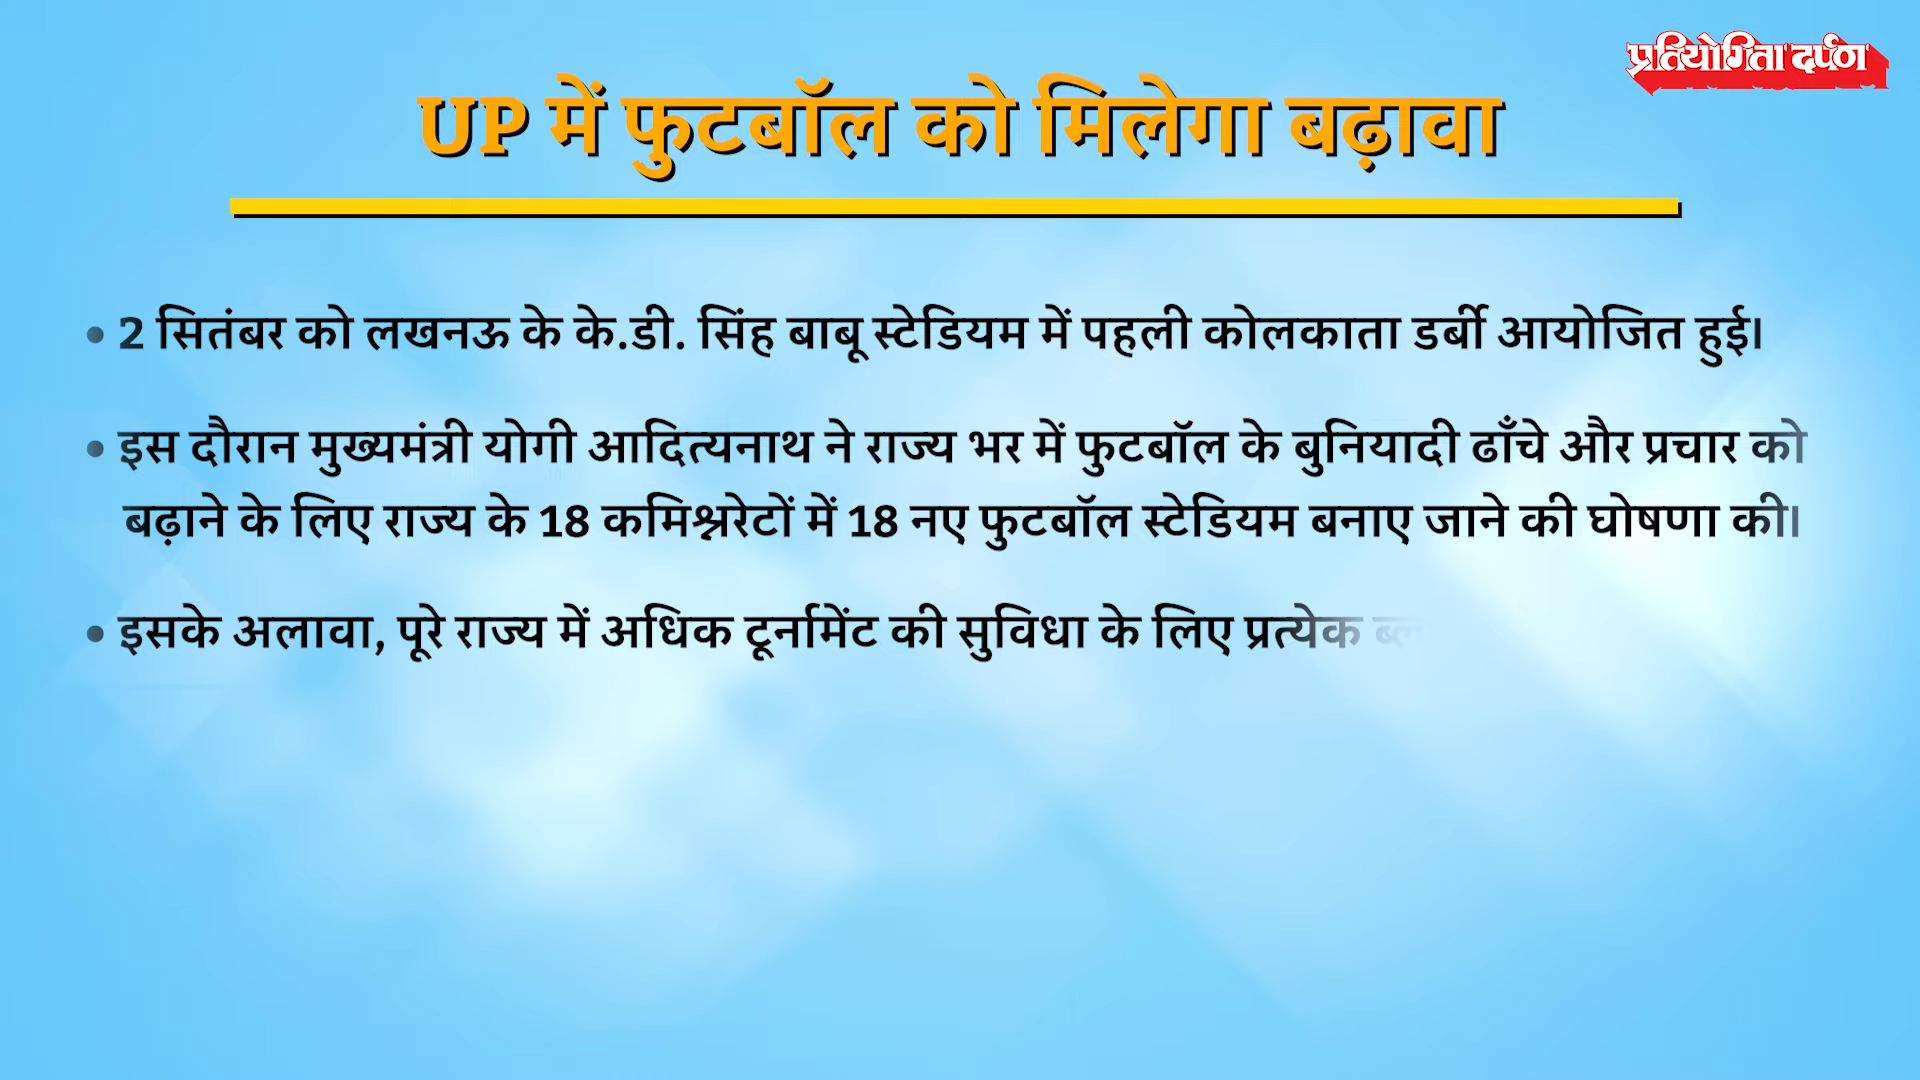 प्रतियोगिता दर्पण
UP में फुटबॉल को मिलेगा बढ़ावा
• 2 सितंबर को लखनऊ के के.डी. सिंह बाबू स्टेडियम में पहली कोलकाता डर्बी आयोजित हुई।
• इस दौरान मुख्यमंत्री योगी आदित्यनाथ ने राज्य भर में फुटबॉल के बुनियादी ढाँचे और प्रचार को
बढ़ाने के लिए राज्य के 18 कमिश्नरेटों में 18 नए फुटबॉल स्टेडियम बनाए जाने की घोषणा की।
• इसके अलावा, पूरे राज्य में अधिक टूर्नामेंट की सुविधा के लिए प्रत्येक